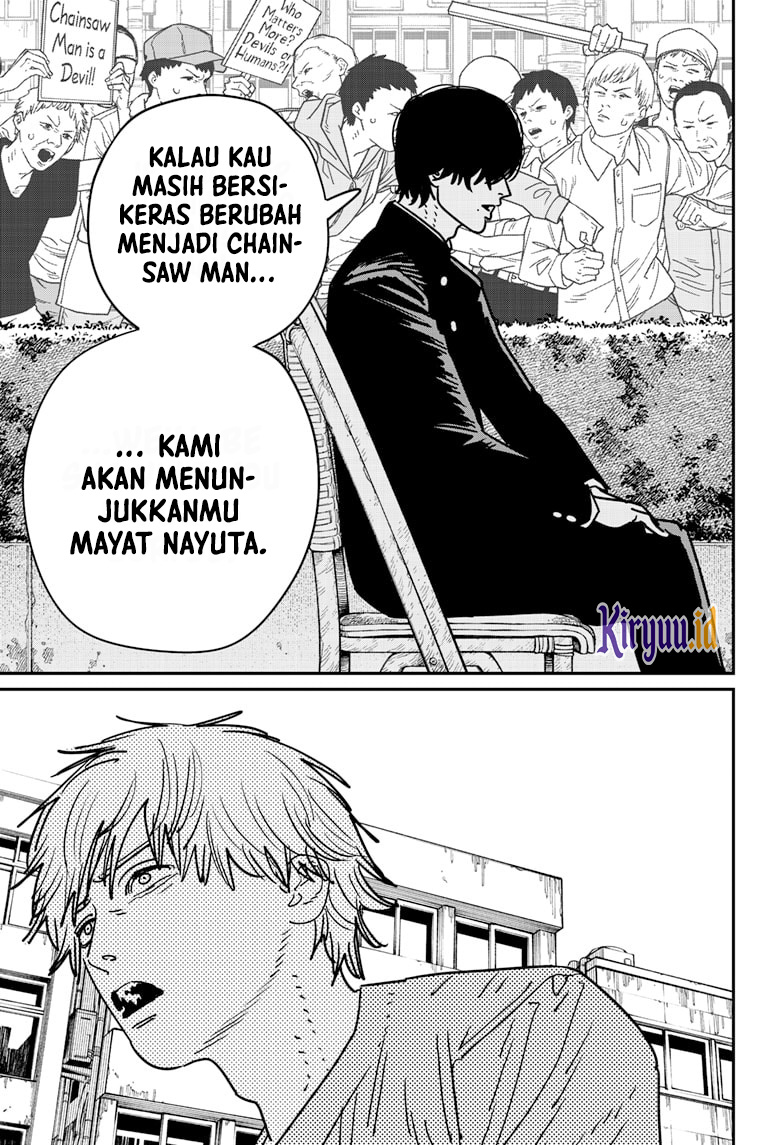 Chainsaw
Man is a
Devil!
Who
Matters
More?
Devils or
Humans?!
KALAU KAU
MASIH BERSI-
KERAS BERUBAH
MENJADI CHAIN-
SAW MAN...
... KAMI
AKAN MENUN-
JUKKANMU
MAYAT NAYUTA.
Kiryuu.id